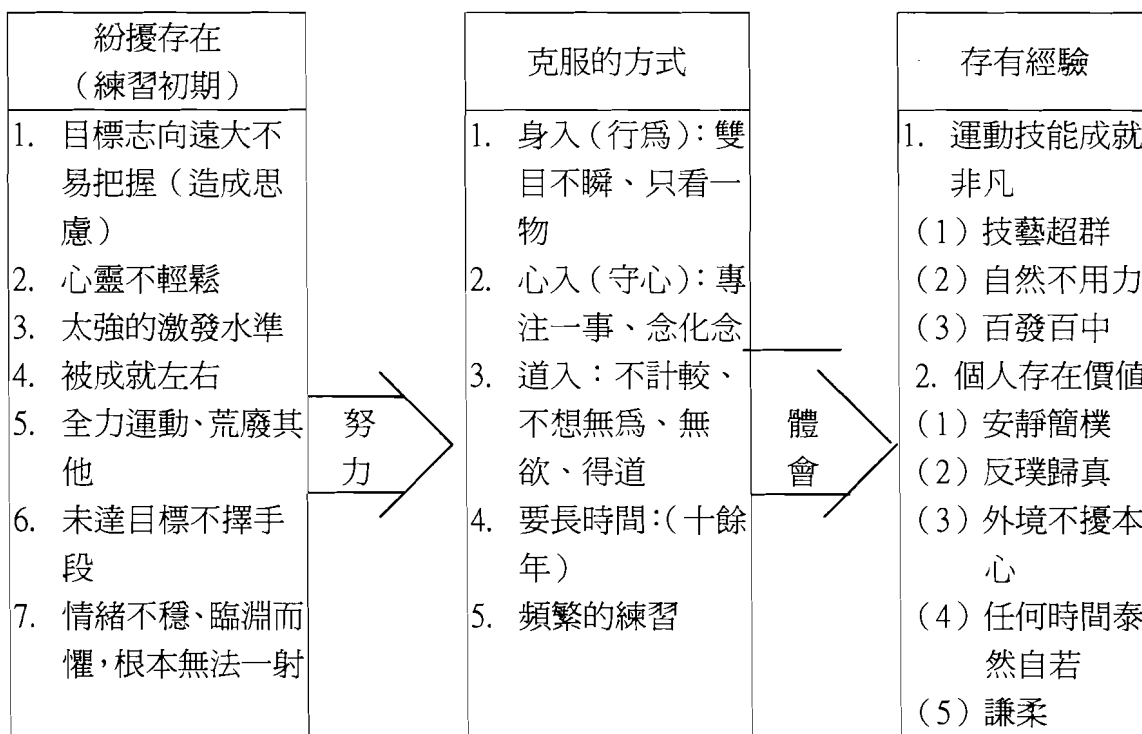 紛擾存在
（練習初期）
1. 目標志向遠大不
易把握（造成思
慮）
2. 心靈不輕鬆
3. 太強的激發水準
4. 被成就左右
5. 全力運動、荒廢其
他
6. 未達目標不擇手
段
7. 情緒不穩、臨淵而
懼，根本無法一射
努
力
克服的方式
1. 身入（行為）：雙
目不瞬、只看一
物
2. 心入（守心）：專
注一事、念化念
3. 道入：不計較、
不想無為、無
欲、得道
4. 要長時間：（十餘
年）
5. 頻繁的練習
體
會
存有經驗
1. 運動技能成就
非凡
（1）技藝超群
（2）自然不用力
（3）百發百中
2. 個人存在價值
（1）安靜簡樸
（2）反璞歸真
（3）外境不擾本
心
（4）任何時間泰
然自若
（5）謙柔